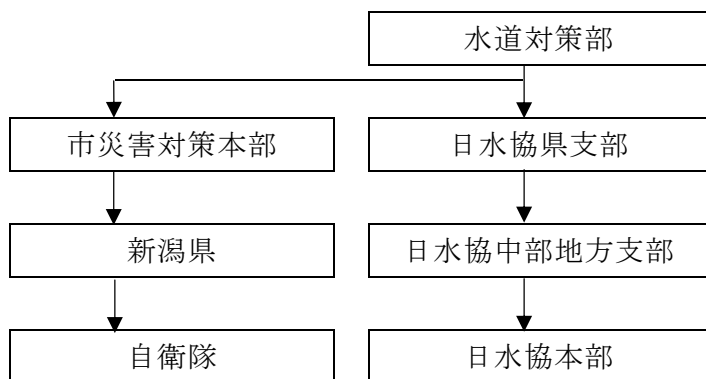 水道対策部
市災害対策本部
日水協県支部
新潟県
日水協中部地方支部
自衛隊
日水協本部